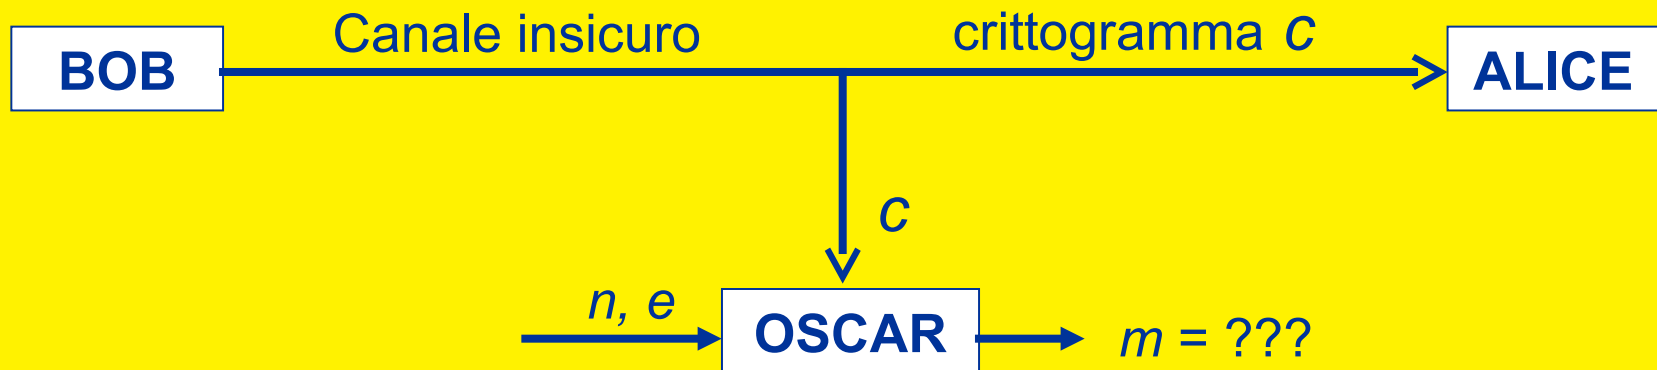 BOB
Canale insicuro
crittogramma c
ALICE
c
n, e
OSCAR
m = ???